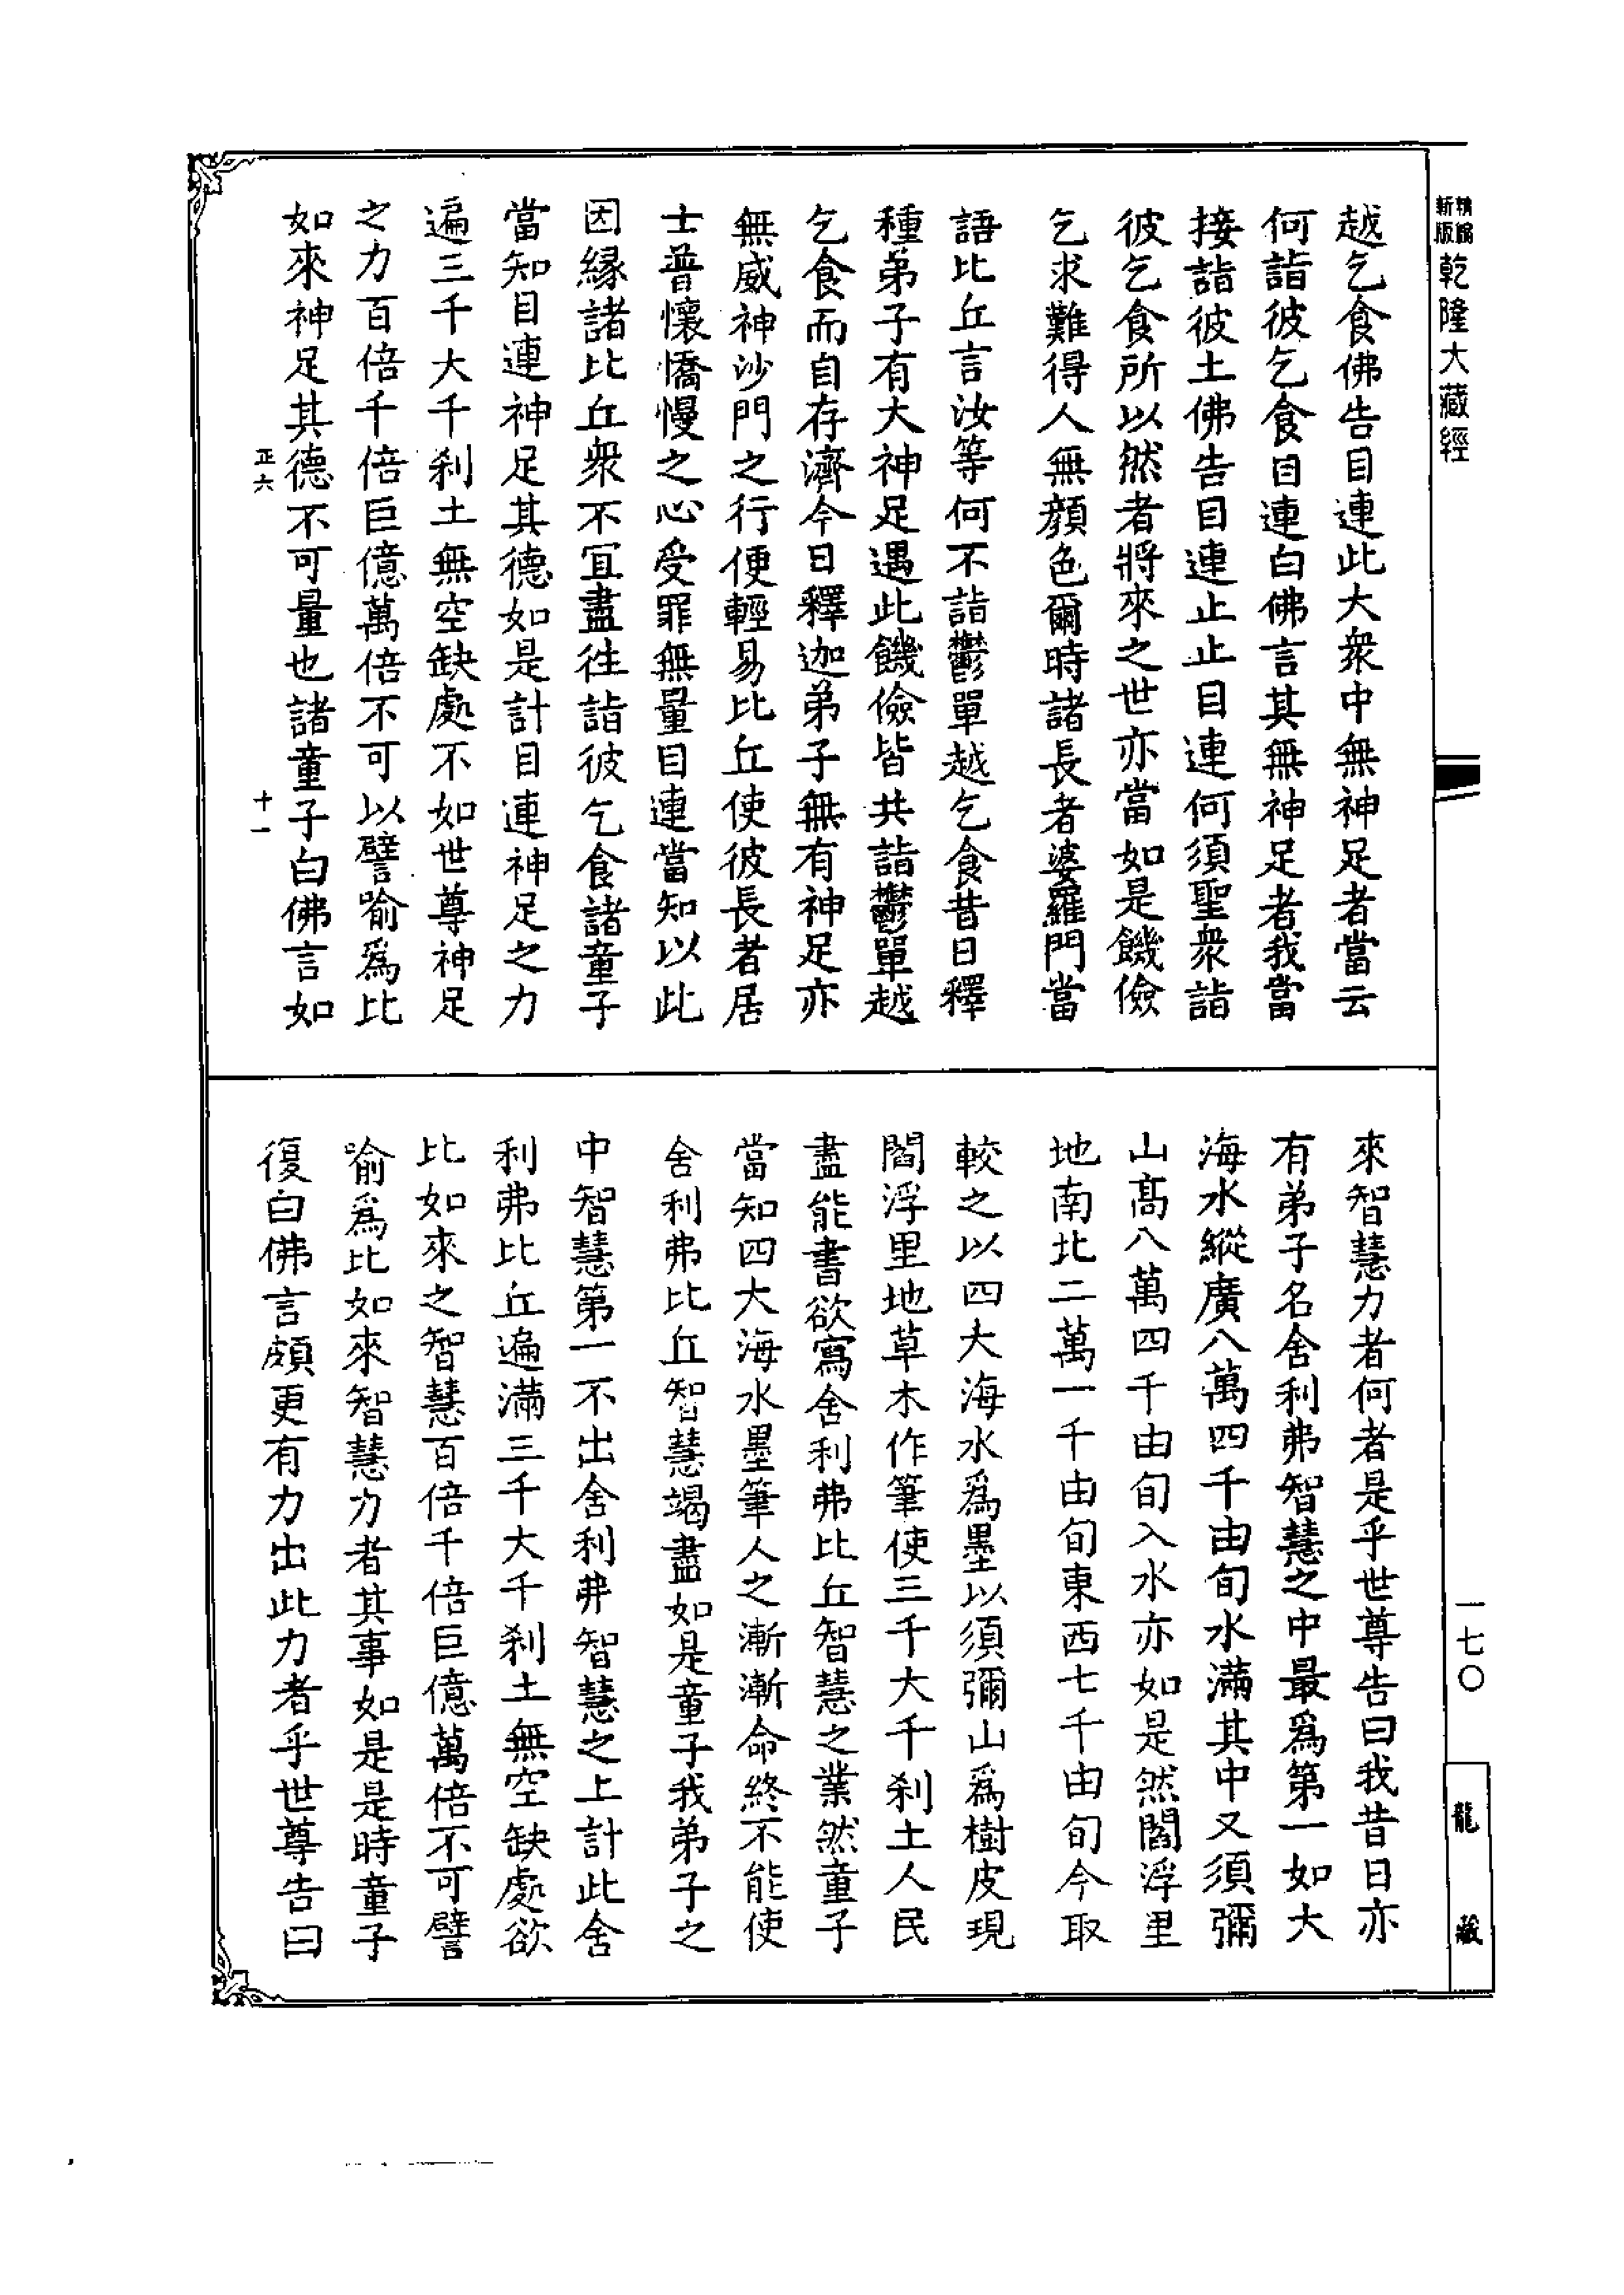 新版
精縮
乾隆大藏經
越乞食佛告目連此大衆中無神足者當云
何詣彼乞食目連白佛言其無神足者我當
接詣彼土佛告目連止止目連何須聖衆詣
彼乞食所以然者將來之世亦當如是饑儉
乞求難得人無顏色爾時諸長者婆羅門當
語比丘言汝等何不詣鬱單越乞食昔日釋
種弟子有大神足遇此饑儉皆共詣鬱單越
乞食而自存濟今日釋迦弟子無有神足亦
無威神沙門之行便輕易比丘使彼長者居
士普懷憍慢之心受罪無量目連當知以此
因緣諸比丘衆不宜盡往詣彼乞食諸童子
當知目連神足其德如是計目連神足之力
遍三千大千刹土無空缺處不如世尊神足
之力百倍千倍巨億萬倍不可以譬喻爲比
如來神足其德不可量也諸童子白佛言如
正六
十一
來智慧力者何者是乎世尊告曰我昔日亦
有弟子名舍利弗智慧之中最爲第一如大
海水縱廣八萬四千由旬水滿其中又須彌
山高八萬四千由旬入水亦如是然閻浮里
地南北二萬一千由旬東西七千由旬今取
較之以四大海水爲墨以須彌山爲樹皮現
閻浮里地草木作筆使三千大千刹土人民
盡能書欲寫舍利弗比丘智慧之業然童子
當知四大海水墨筆人之漸漸命終不能使
舍利弗比丘智慧竭盡如是童子我弟子之
中智慧第一不出舍利弗智慧之上計此舍
利弗比丘遍滿三千大千刹土無空缺處欲
比如來之智慧百倍千倍巨億萬倍不可譬
喻爲比如來智慧力者其事如是是時童子
復白佛言頗更有力出此力者乎世尊告曰
一七〇
龍藏